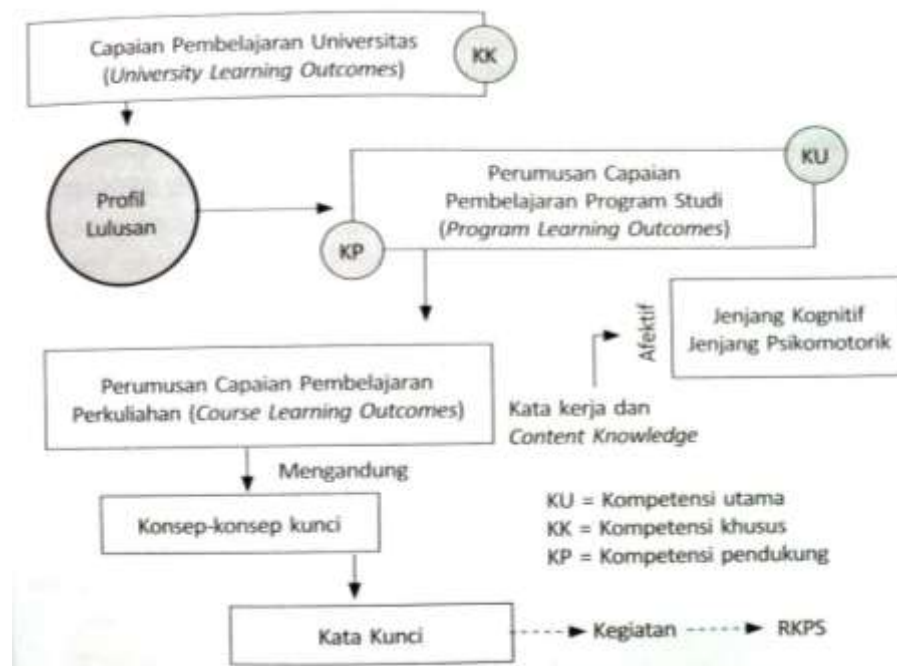 Capaian Pembelajaran Universitas
(University Learning Outcomes)
KK
Profil
Lulusan
Perumusan Capaian
Pembelajaran Program Studi
(Program Learning Outcomes)
KU
KP
Afektif
Jenjang Kognitif
Jenjang Psikomotorik
Perumusan Capaian Pembelajaran
Perkuliahan (Course Learning Outcomes)
Kata kerja dan
Content Knowledge
Mengandung
Konsep-konsep kunci
KU = Kompetensi utama
KK = Kompetensi khusus
KP = Kompetensi pendukung
Kata Kunci
Kegiatan
RKPS